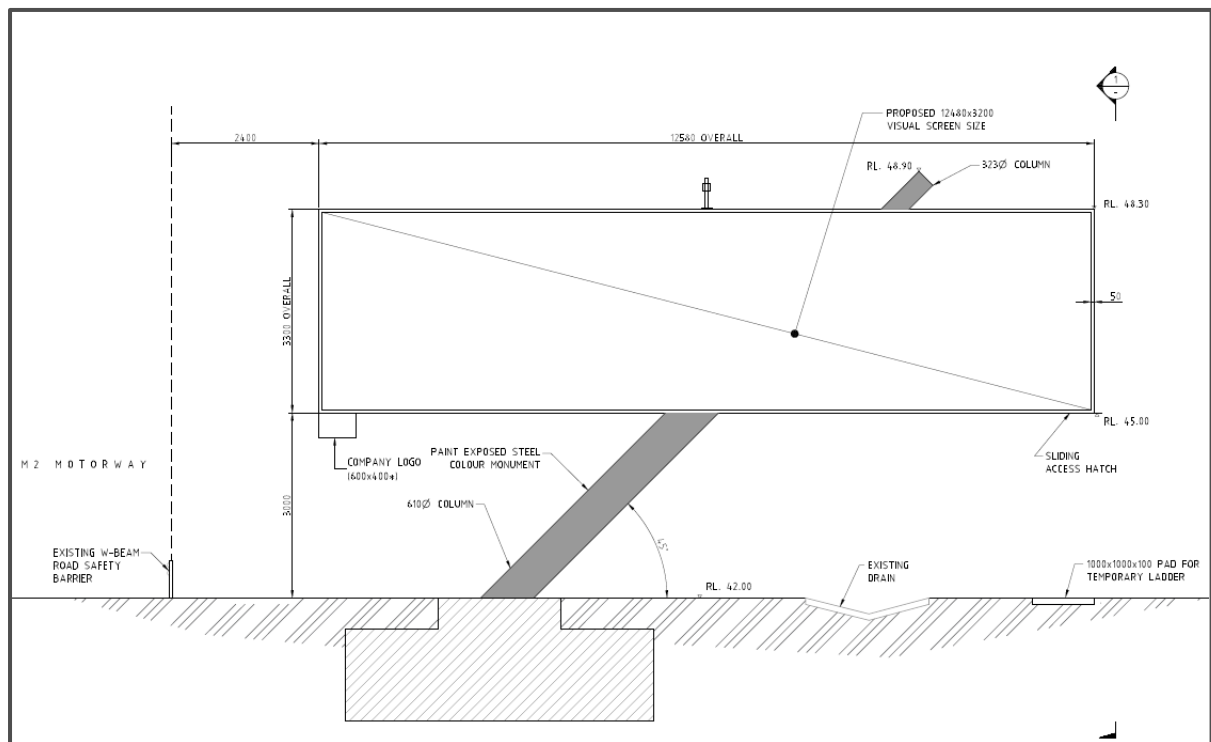 1
-
PROPOSED 12480x3200
VISUAL SCREEN SIZE
2400
12580 OVERALL
RL. 48.90
323Ø COLUMN
RL. 48.30
3300 OVERALL
50
RL. 45.00
COMPANY LOGO
(600x400*)
PAINT EXPOSED STEEL
COLOUR MONUMENT
SLIDING
ACCESS HATCH
M2 MOTORWAY
3000
610Ø COLUMN
45°
EXISTING W-BEAM
ROAD SAFETY
BARRIER
EXISTING
DRAIN
1000x1000x100 PAD FOR
TEMPORARY LADDER
RL. 42.00